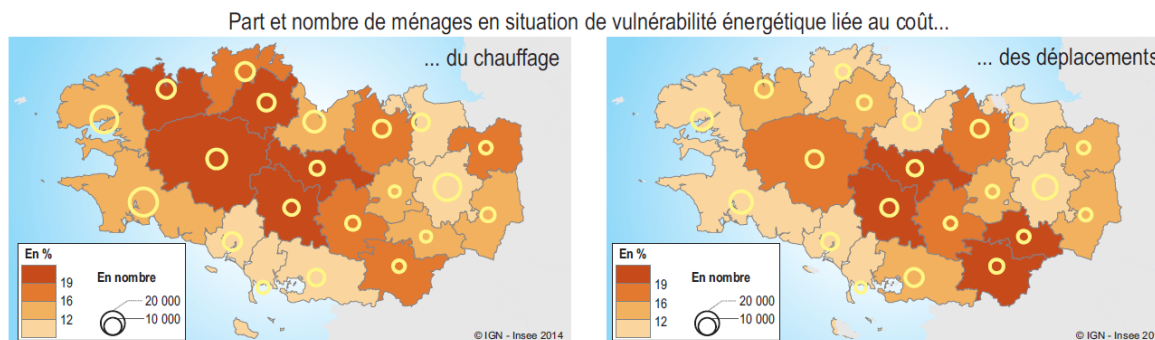 Part et nombre de ménages en situation de vulnérabilité énergétique liée au coût...
... du chauffage
En %
19
16
12
En nombre
20 000
10 000
© IGN - Insee 2014
... des déplacements
En %
19
16
12
En nombre
20 000
10 000
© IGN - Insee 20